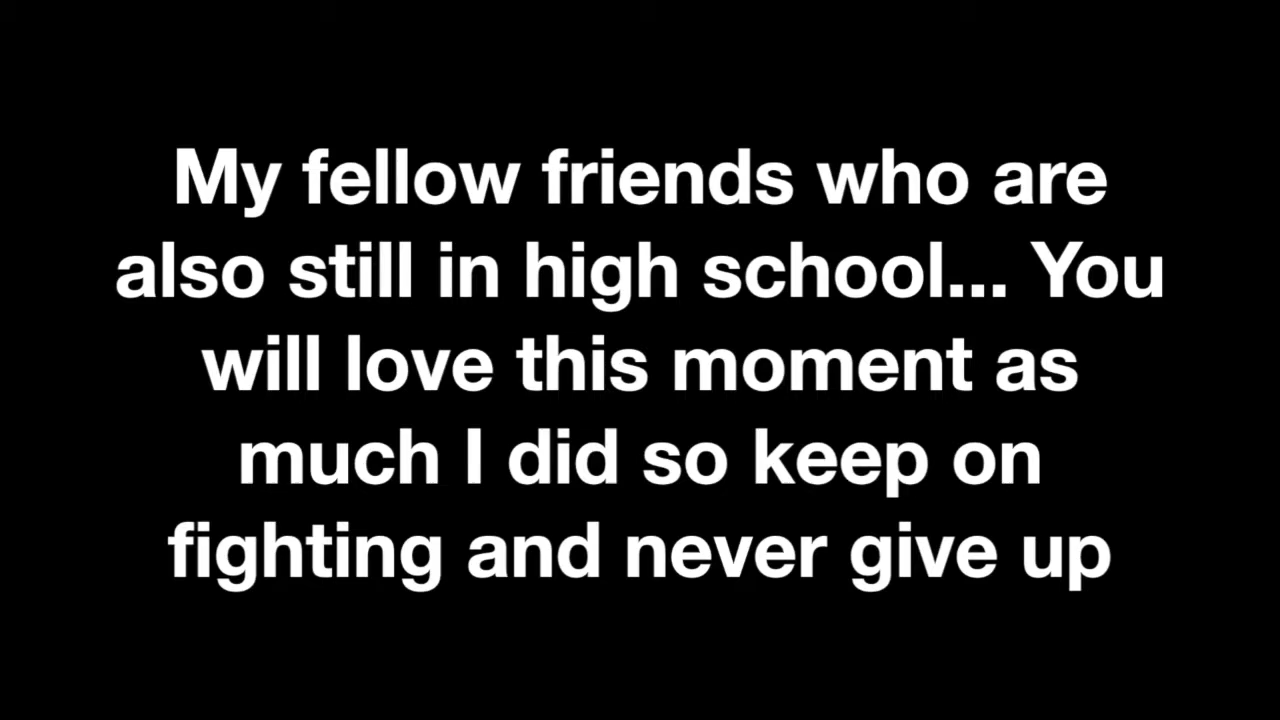 My fellow friends who are
also still in high school... You
will love this moment as
much I did so keep on
fighting and never give up